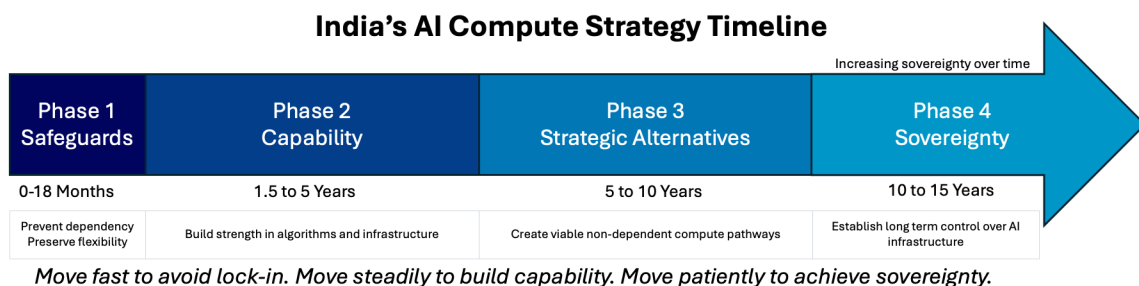 India's AI Compute Strategy Timeline
Increasing sovereignty over time
Phase 1
Safeguards
Phase 2
Capability
Phase 3
Strategic Alternatives
Phase 4
Sovereignty
0-18 Months
1.5 to 5 Years
5 to 10 Years
10 to 15 Years
Prevent dependency
Preserve flexibility
Build strength in algorithms and infrastructure
Create viable non-dependent compute pathways
Establish long term control over AI
infrastructure
Move fast to avoid lock-in. Move steadily to build capability. Move patiently to achieve sovereignty.